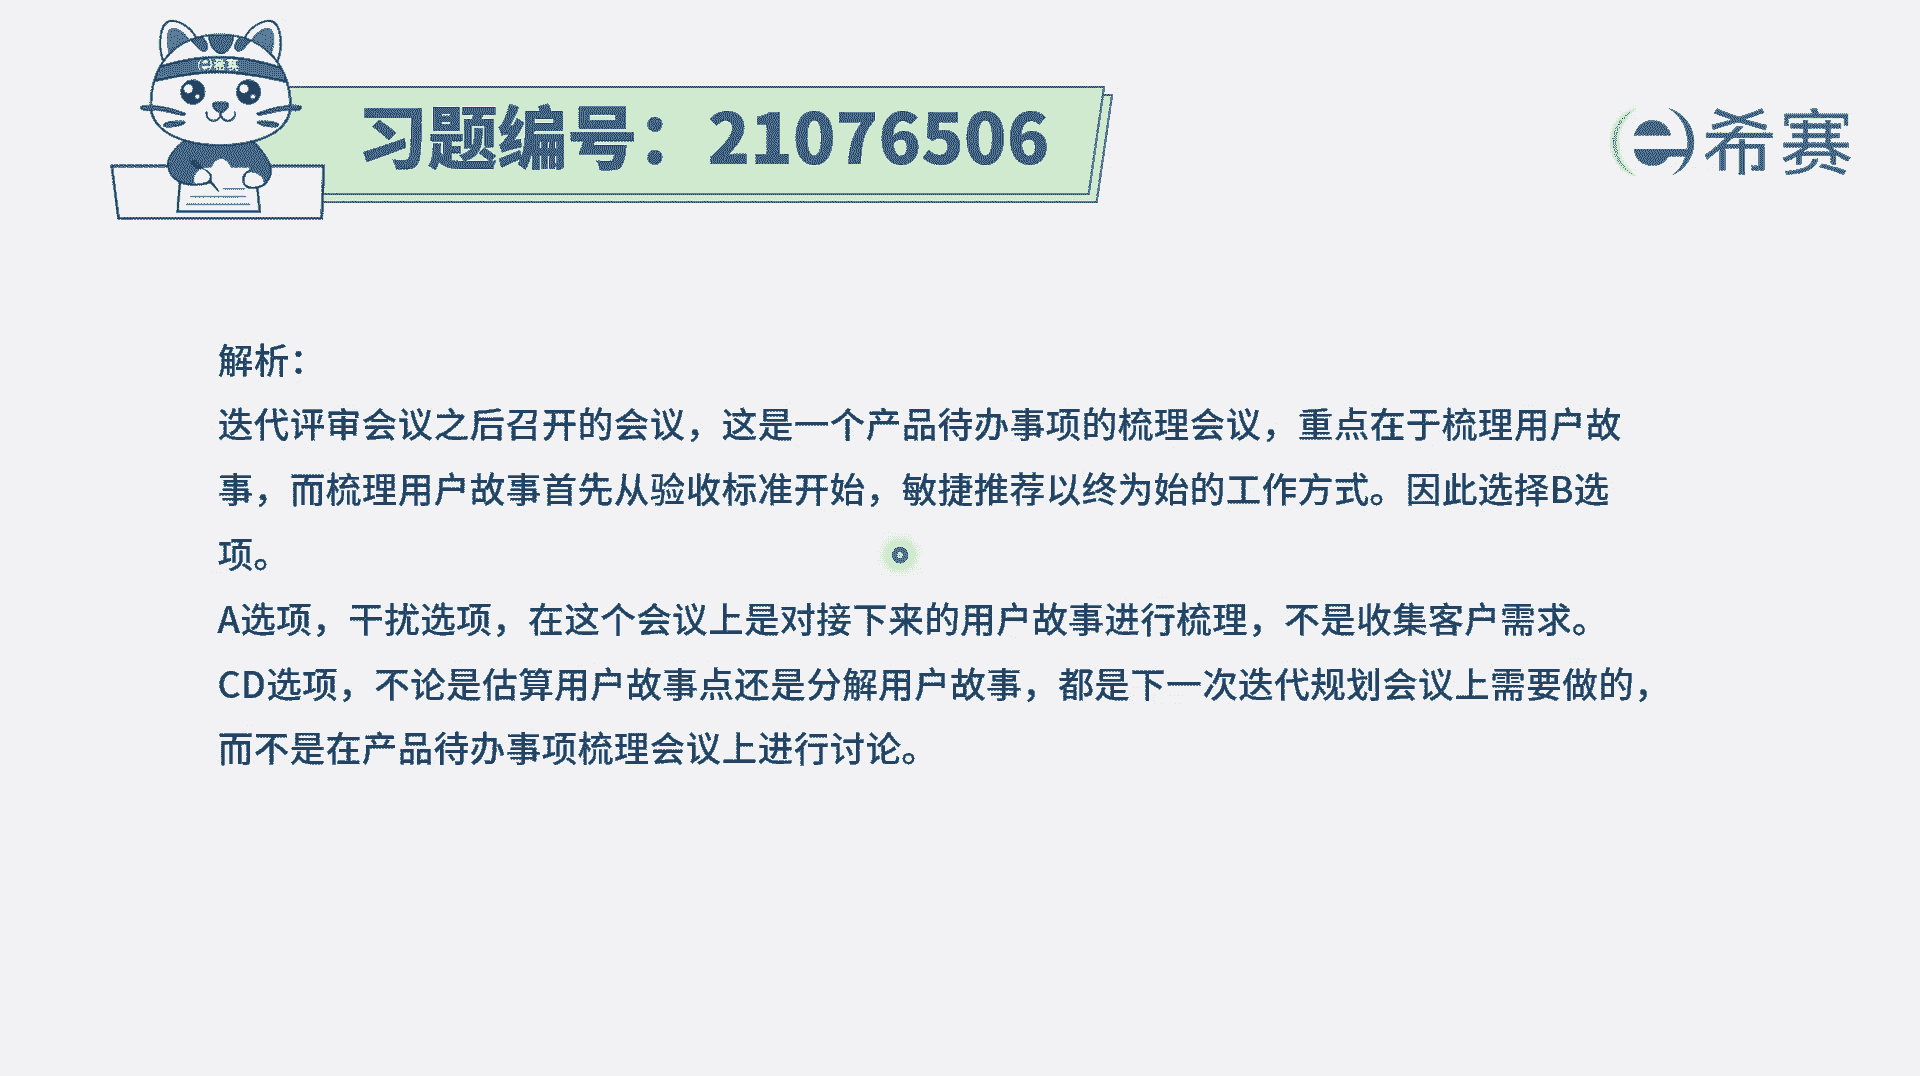 希赛
习题编号：21076506
希赛
解析：
迭代评审会议之后召开的会议，这是一个产品待办事项的梳理会议，重点在于梳理用户故
事，而梳理用户故事首先从验收标准开始，敏捷推荐以终为始的工作方式。因此选择B选
项。
A选项，干扰选项，在这个会议上是对接下来的用户故事进行梳理，不是收集客户需求。
CD选项，不论是估算用户故事点还是分解用户故事，都是下一次迭代规划会议上需要做的，
而不是在产品待办事项梳理会议上进行讨论。